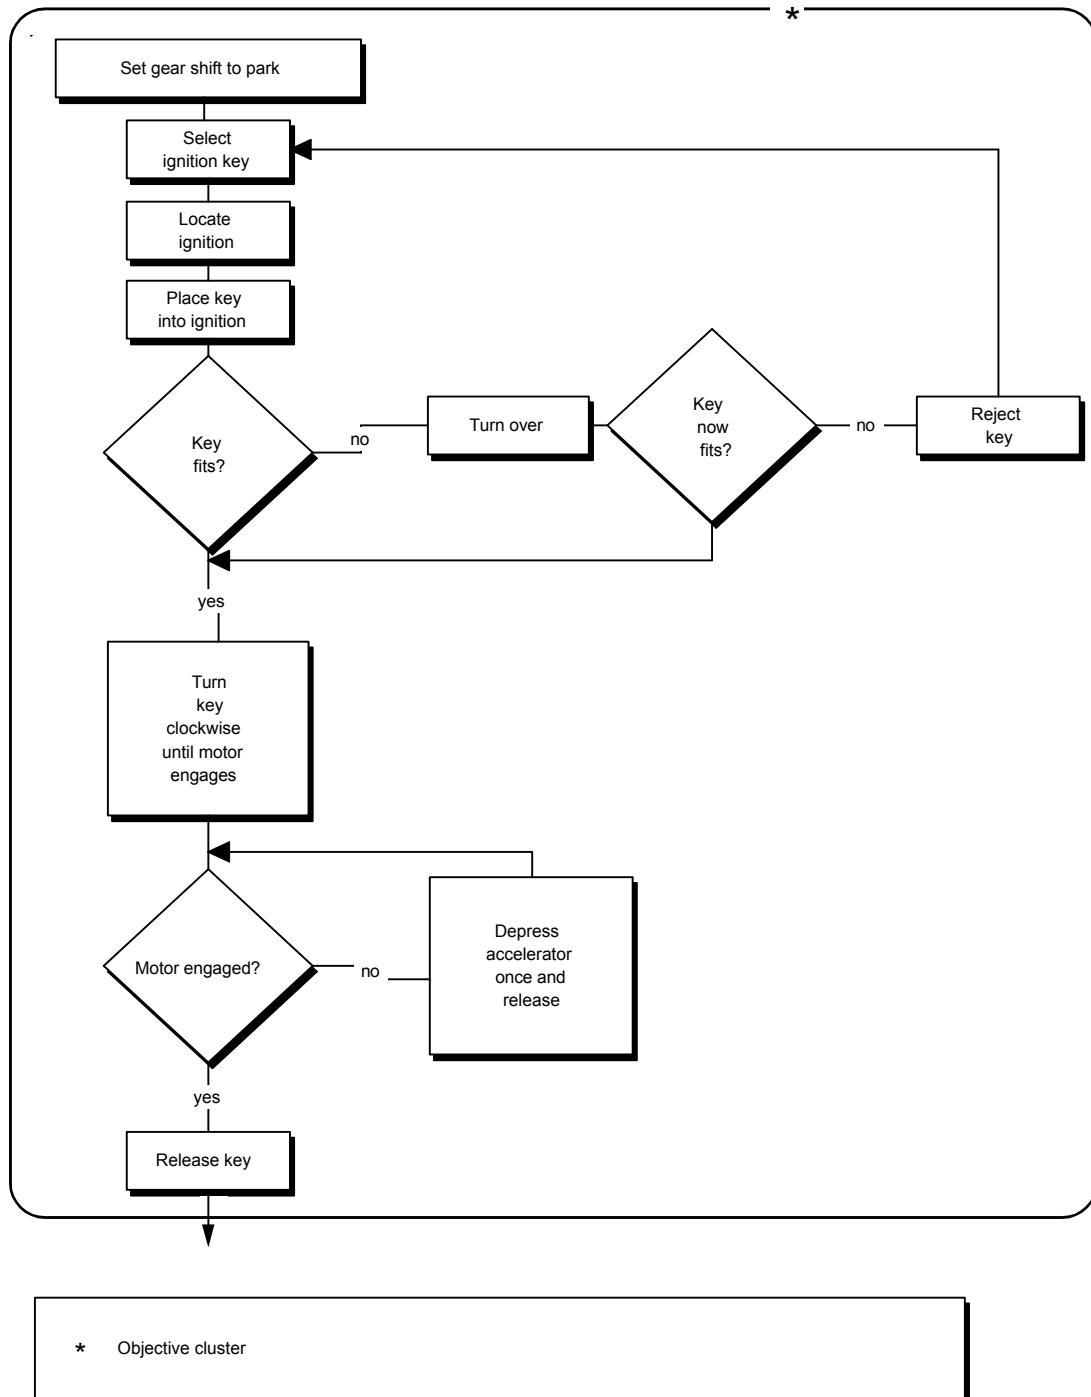 *
Set gear shift to park
Select
ignition key
Locate
ignition
Place key
into ignition
Key
fits?
no
Turn over
Key
now
fits?
no
Reject
key
yes
Turn
key
clockwise
until motor
engages
Motor engaged?
no
Depress
accelerator
once and
release
yes
Release key
* Objective cluster